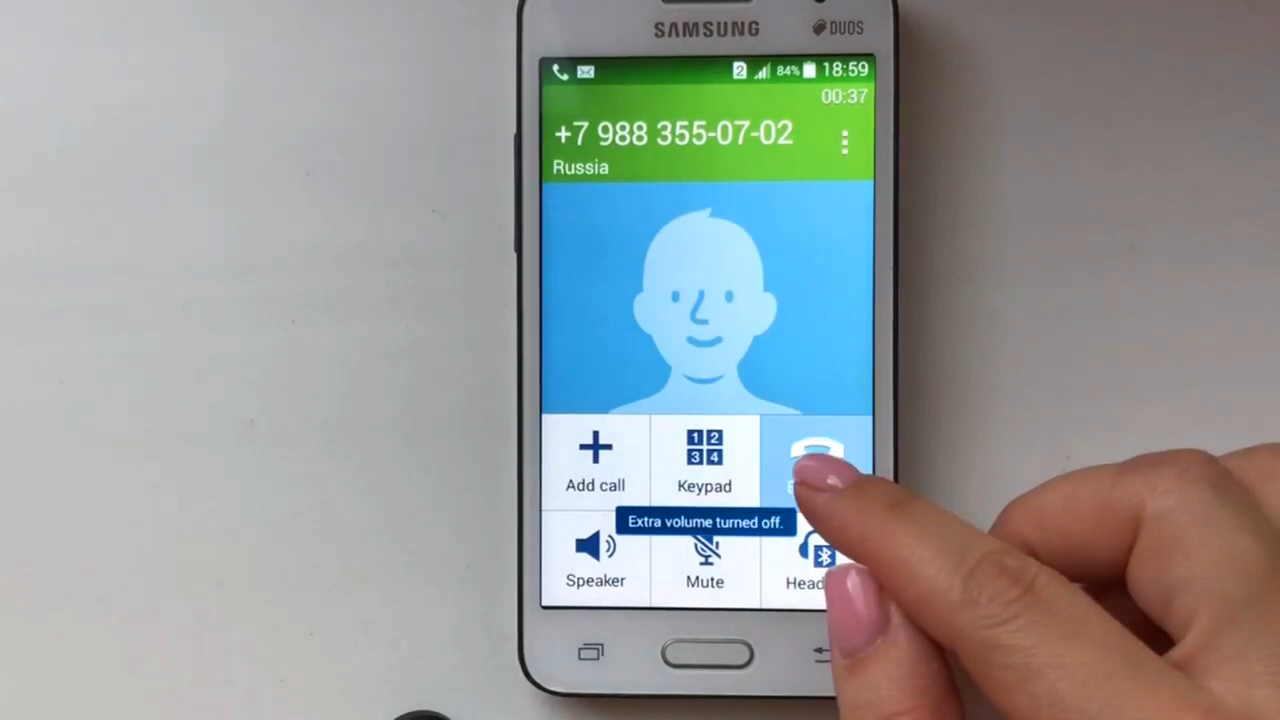 SAMSUNG
DUOS
2 84% 18:59
00:37
+7 988 355-07-02
Russia
1 2
3 4
Add call
Keypad
Extra volume turned off.
Speaker
Mute